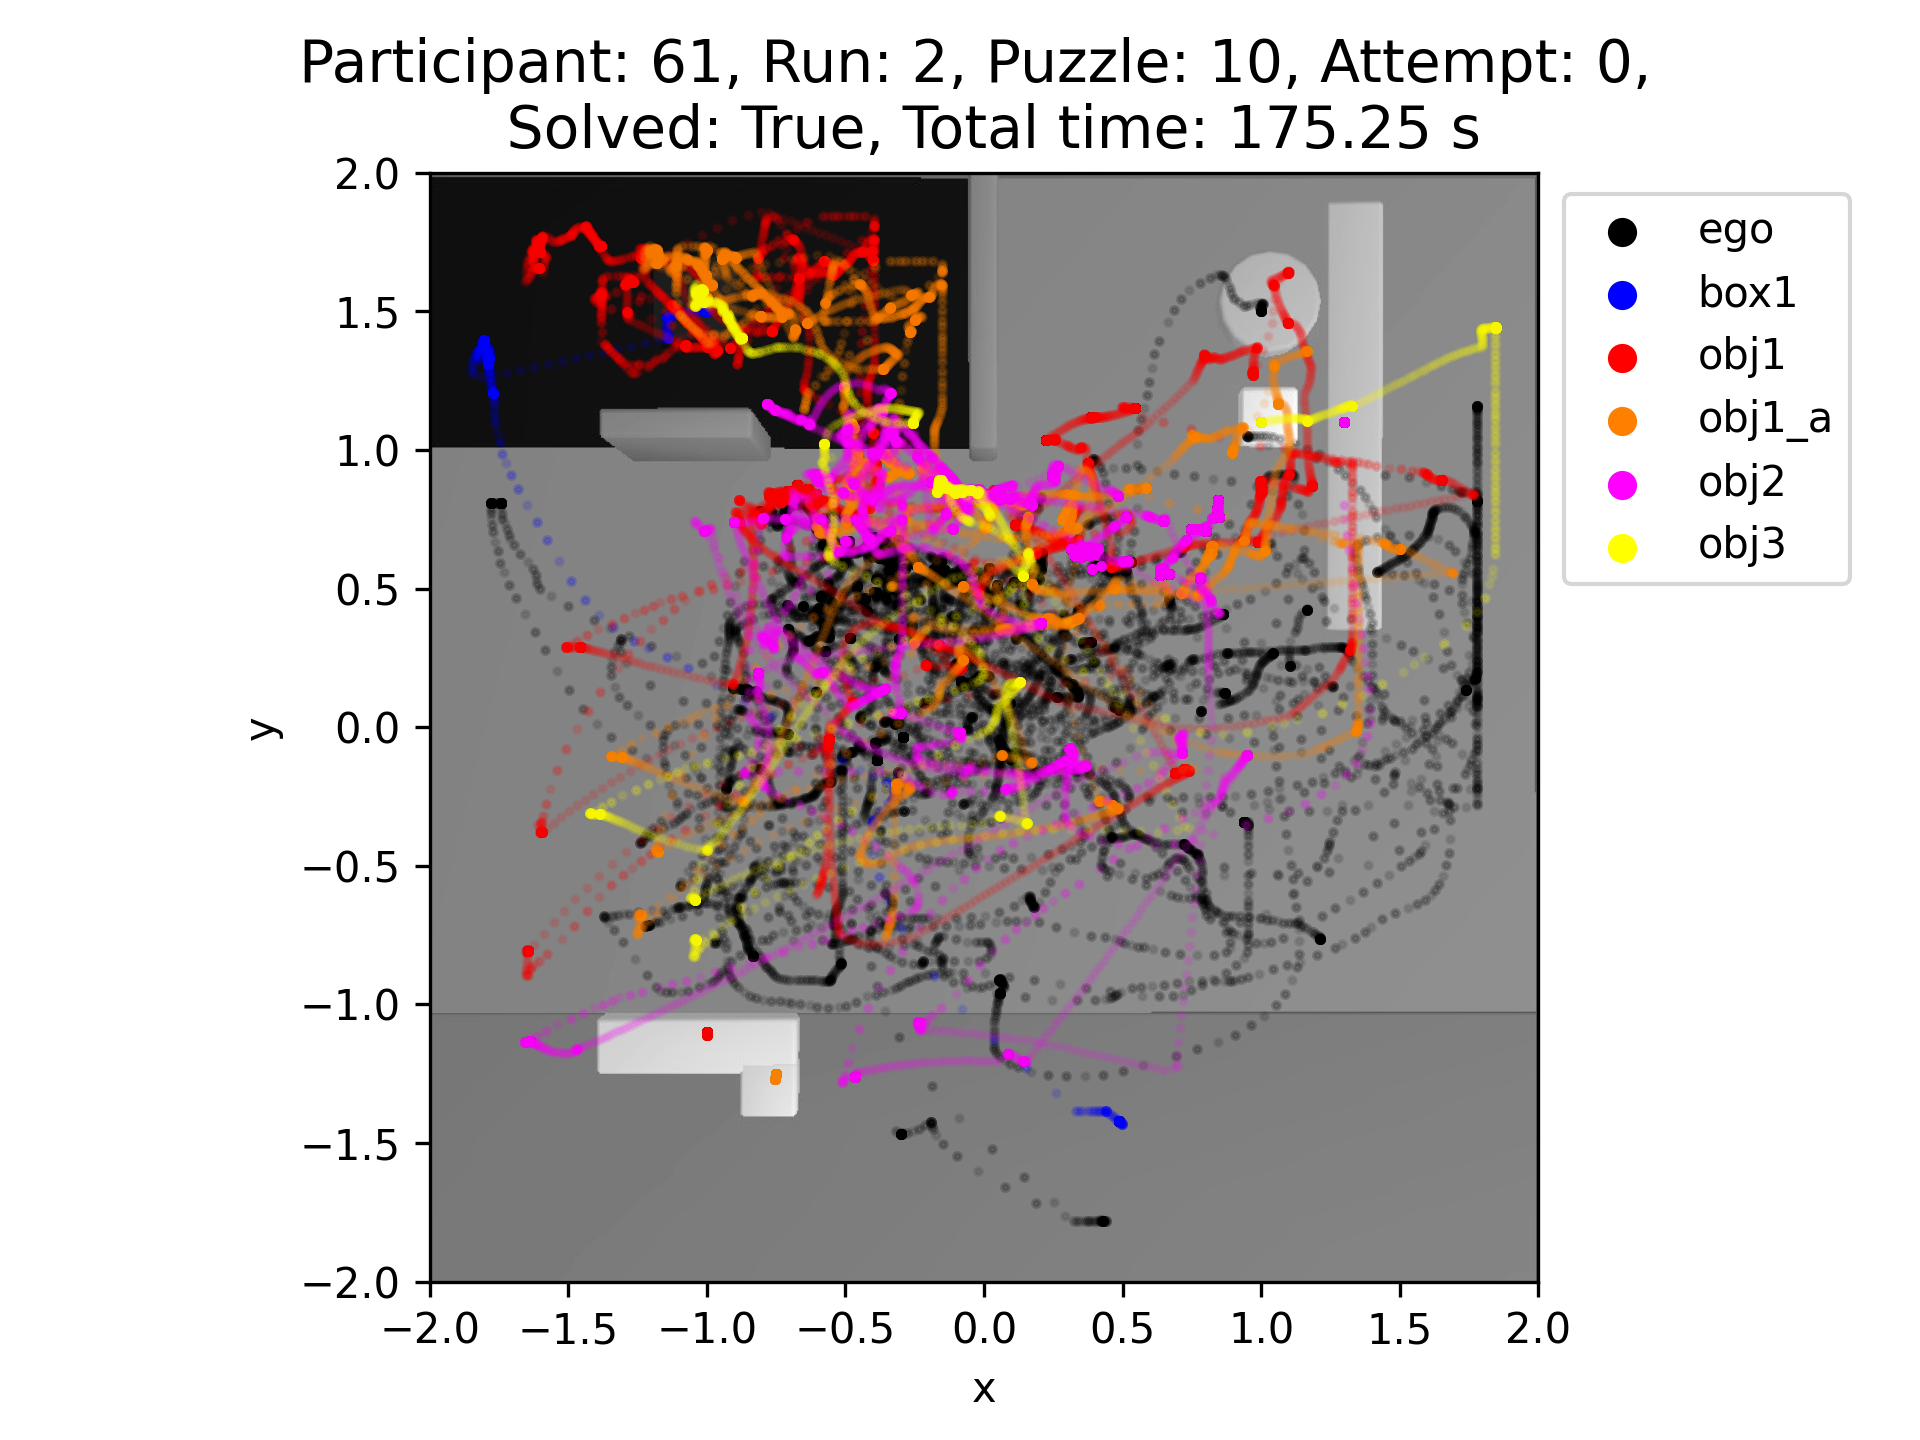 Participant: 61, Run: 2, Puzzle: 10, Attempt: 0,
Solved: True, Total time: 175.25 s
2.0
1.5
1.0
0.5
0.0
−0.5
−1.0
−1.5
−2.0
y
−2.0 −1.5 −1.0 −0.5 0.0 0.5 1.0 1.5 2.0
x
ego
box1
obj1
obj1_a
obj2
obj3